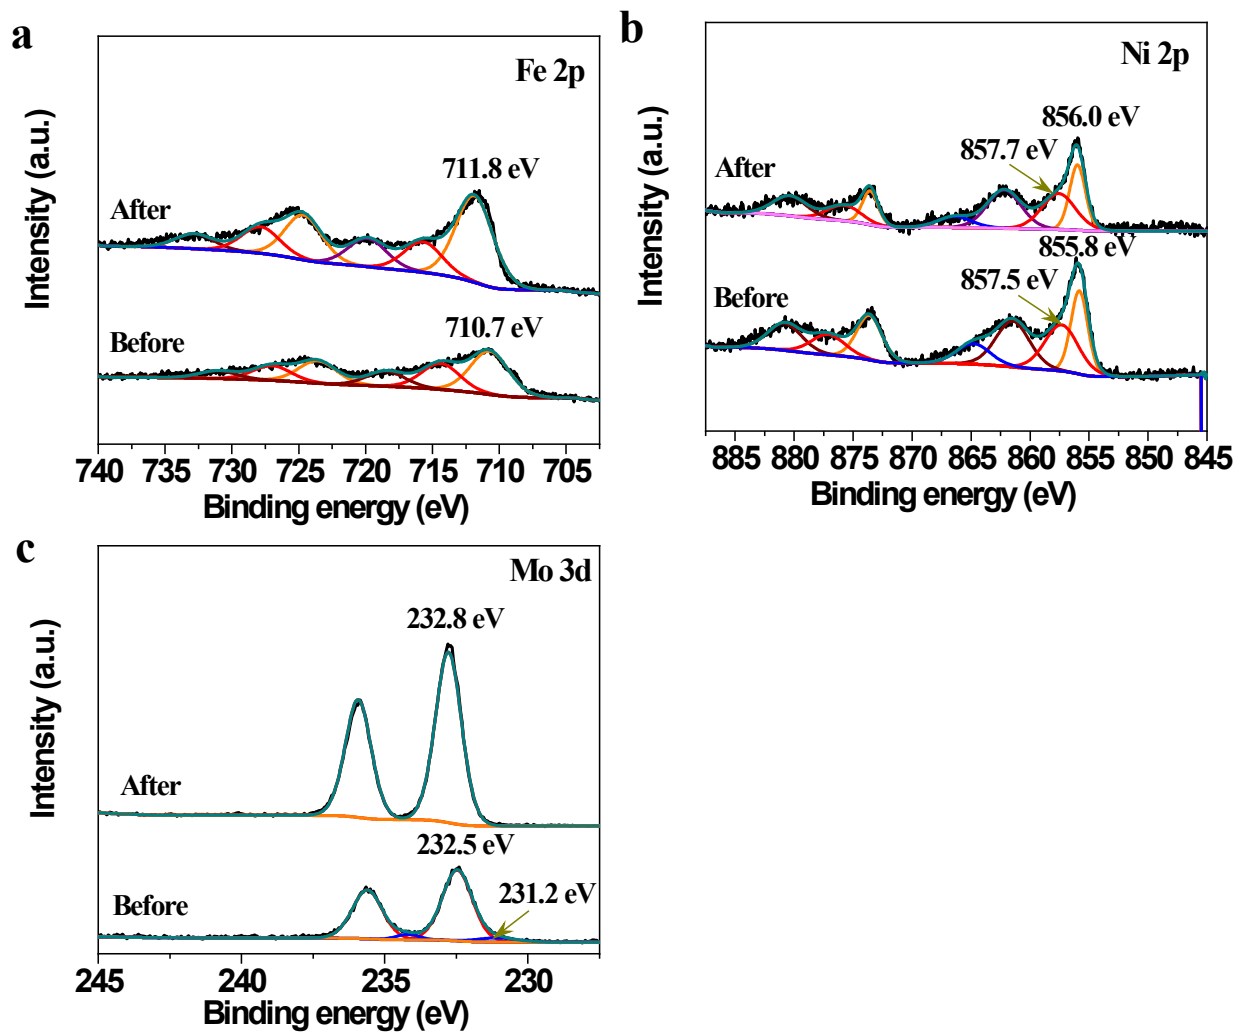 a
Fe 2p
711.8 eV
After
710.7 eV
Before
Intensity (a.u.)
740 735 730 725 720 715 710 705
Binding energy (eV)
b
Ni 2p
856.0 eV
857.7 eV
After
855.8 eV
857.5 eV
Before
Intensity (a.u.)
885 880 875 870 865 860 855 850 845
Binding energy (eV)
c
Mo 3d
232.8 eV
After
232.5 eV
231.2 eV
Before
Intensity (a.u.)
245 240 235 230
Binding energy (eV)